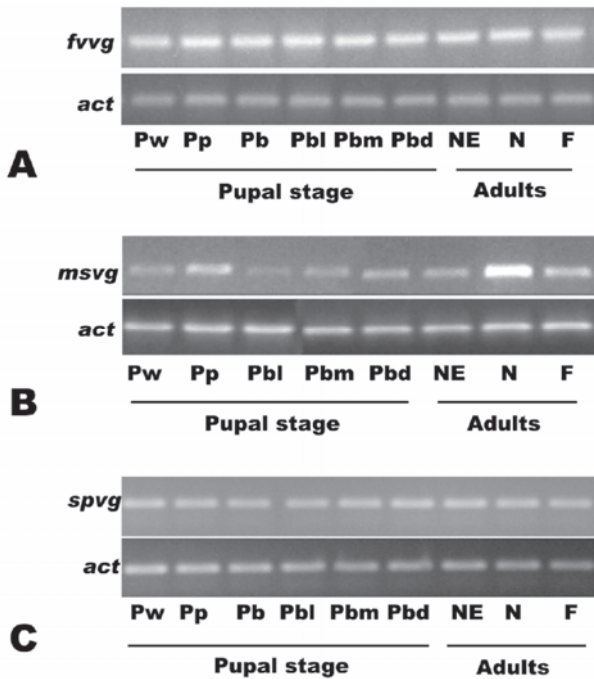 fvvg
act
Pw Pp Pb Pbl Pbm Pbd NE N F
A
Pupal stage Adults
msvg
act
Pw Pp Pbl Pbm Pbd NE N F
B
Pupal stage Adults
spvg
act
Pw Pp Pb Pbl Pbm Pbd NE N F
C
Pupal stage Adults